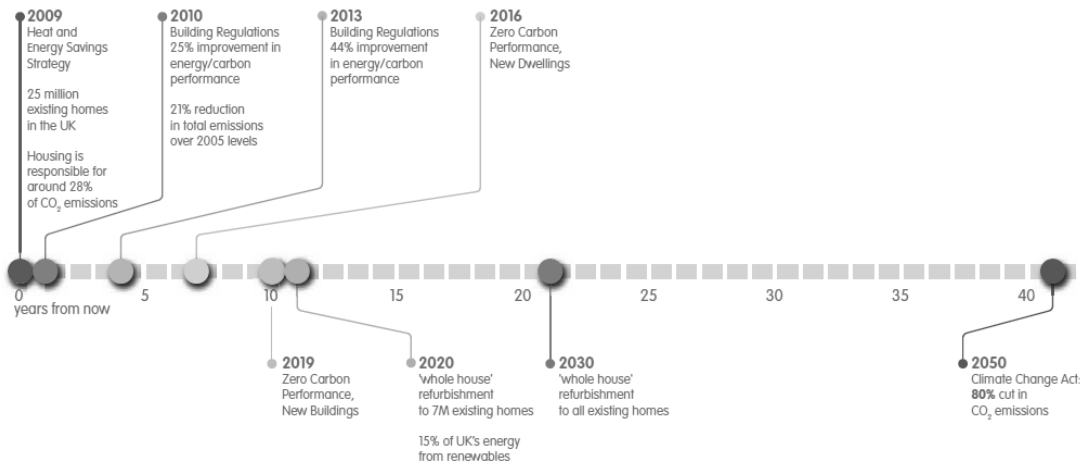 2009
Heat and
Energy Savings
Strategy
25 million
existing homes
in the UK
Housing is
responsible for
around 28%
of CO₂ emissions
2010
Building Regulations
25% improvement in
energy/carbon
performance
21% reduction
in total emissions
over 2005 levels
2013
Building Regulations
44% improvement
in energy/carbon
performance
2016
Zero Carbon
Performance,
New Dwellings
0 5 10 15 20 25 30 35 40
years from now
2019
Zero Carbon
Performance,
New Buildings
2020
'whole house'
refurbishment
to 7M existing homes
15% of UK's energy
from renewables
2030
'whole house'
refurbishment
to all existing homes
2050
Climate Change Act:
80% cut in
CO₂ emissions